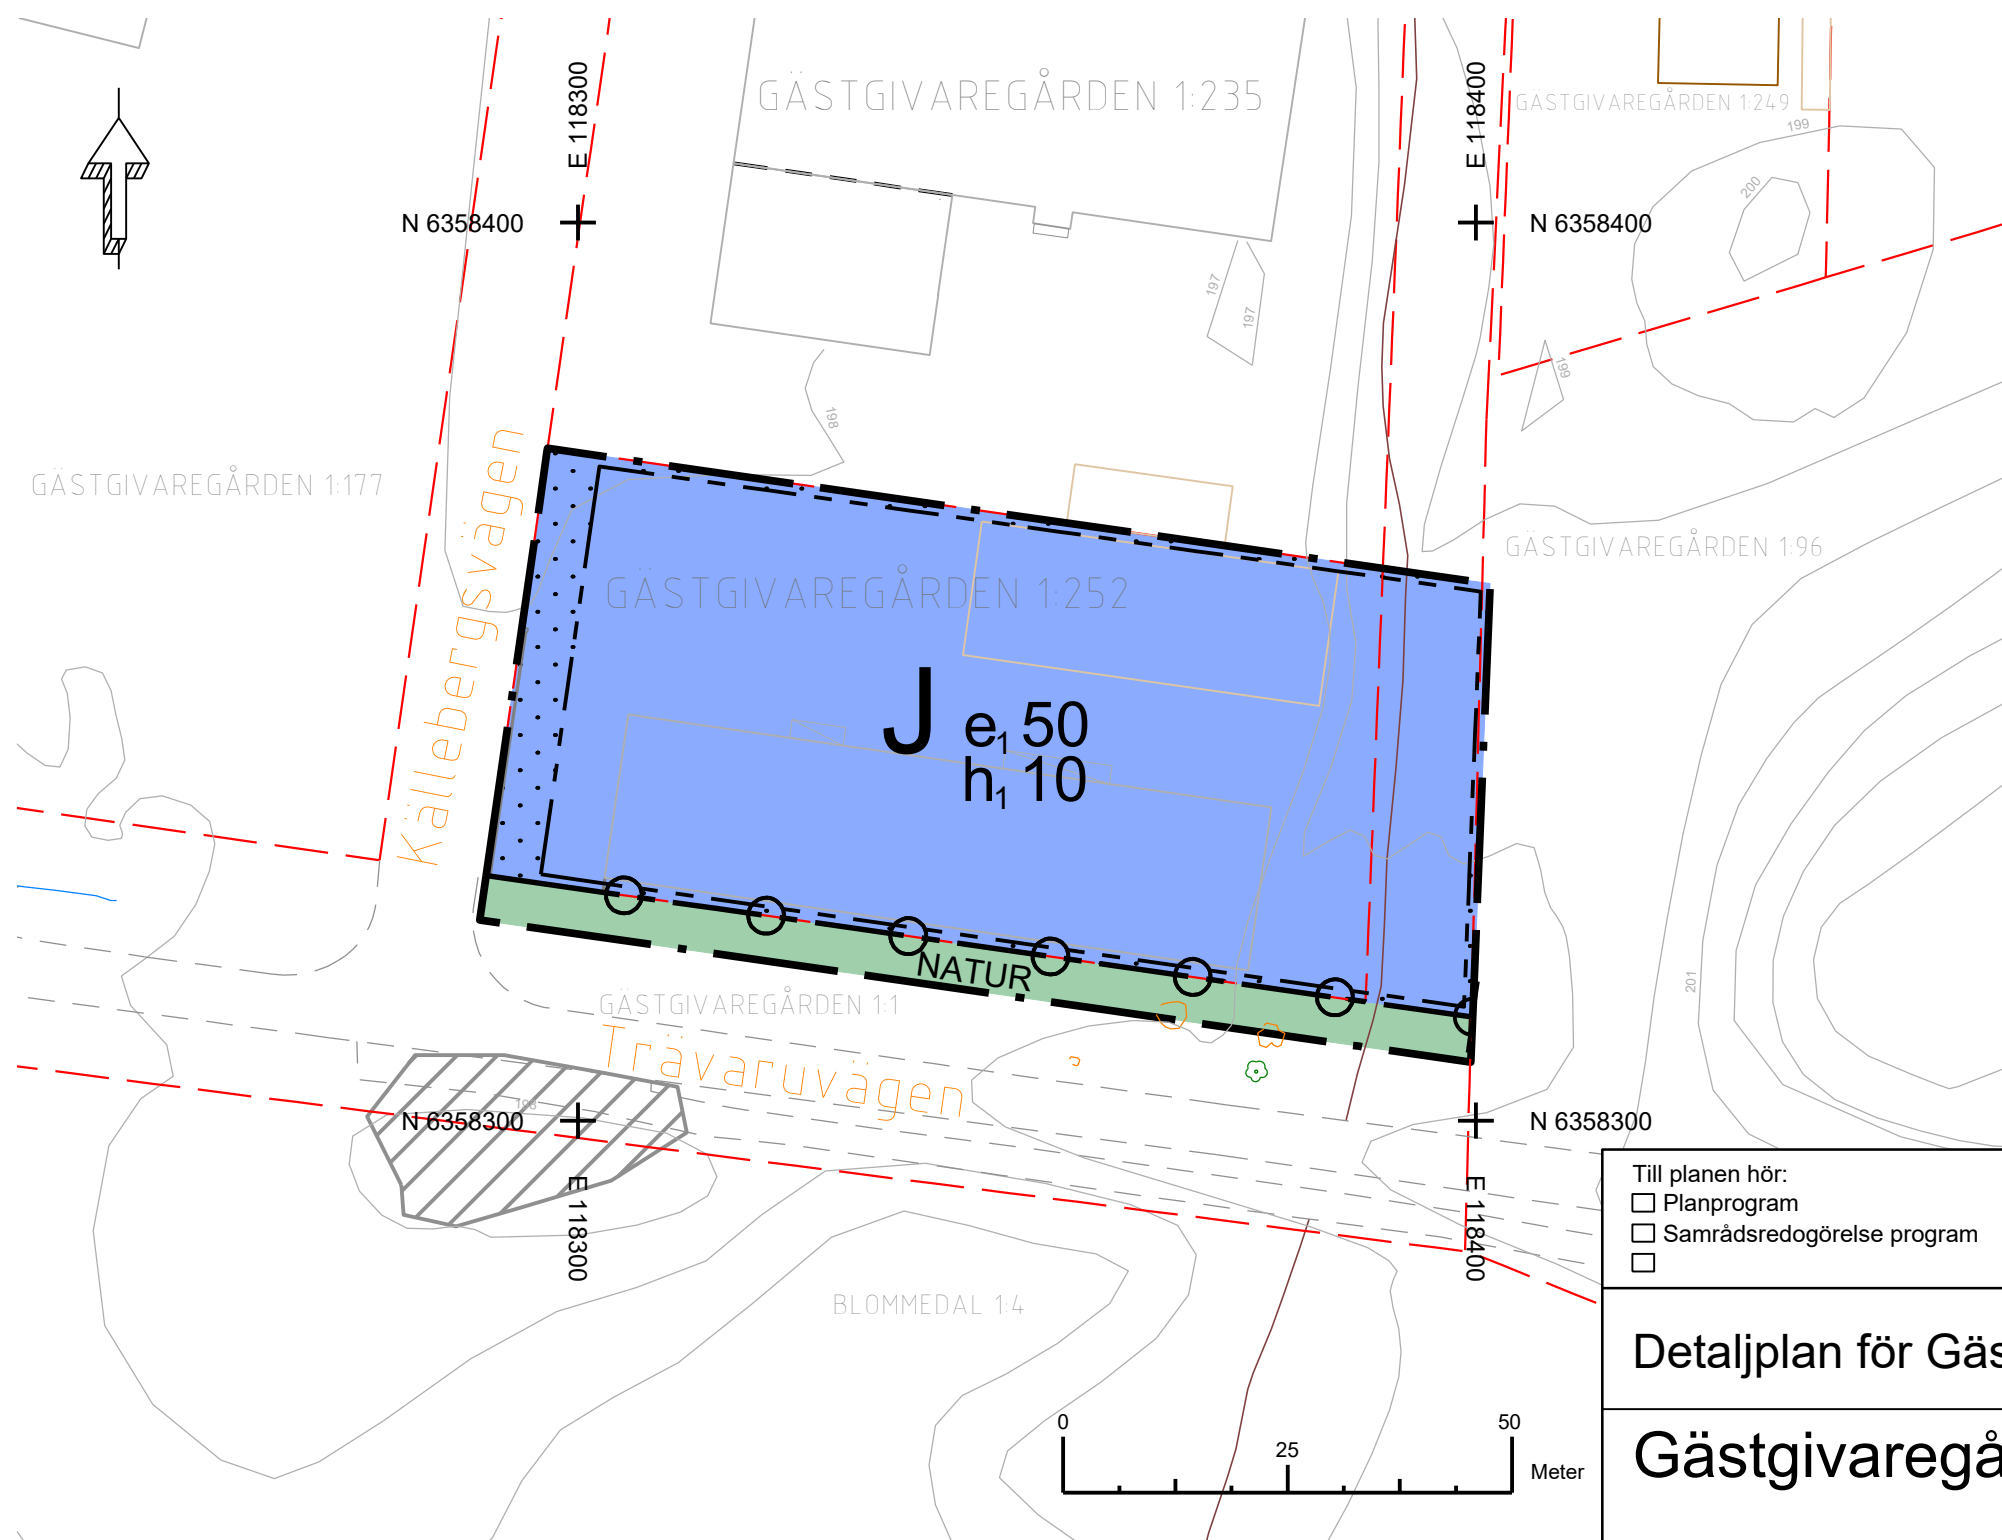 GÄSTGIVAREGÅRDEN 1:235
GÄSTGIVAREGÅRDEN 1:249
199
200
E 118300
E 118400
N 6358400
N 6358400
197
197
199
198
GÄSTGIVAREGÅRDEN 1:177
Källebergsvägen
GÄSTGIVAREGÅRDEN 1:96
GÄSTGIVAREGÅRDEN 1:252
J e1 50
h1 10
NATUR
201
GÄSTGIVAREGÅRDEN 1:1
Trävaruvägen
198
N 6358300
N 6358300
E 118300
E 118400
BLOMMEDAL 1:4
Till planen hör:
Planprogram
Samrådsredogörelse program
Detaljplan för Gäs
Gästgivaregå
0
50
25
Meter